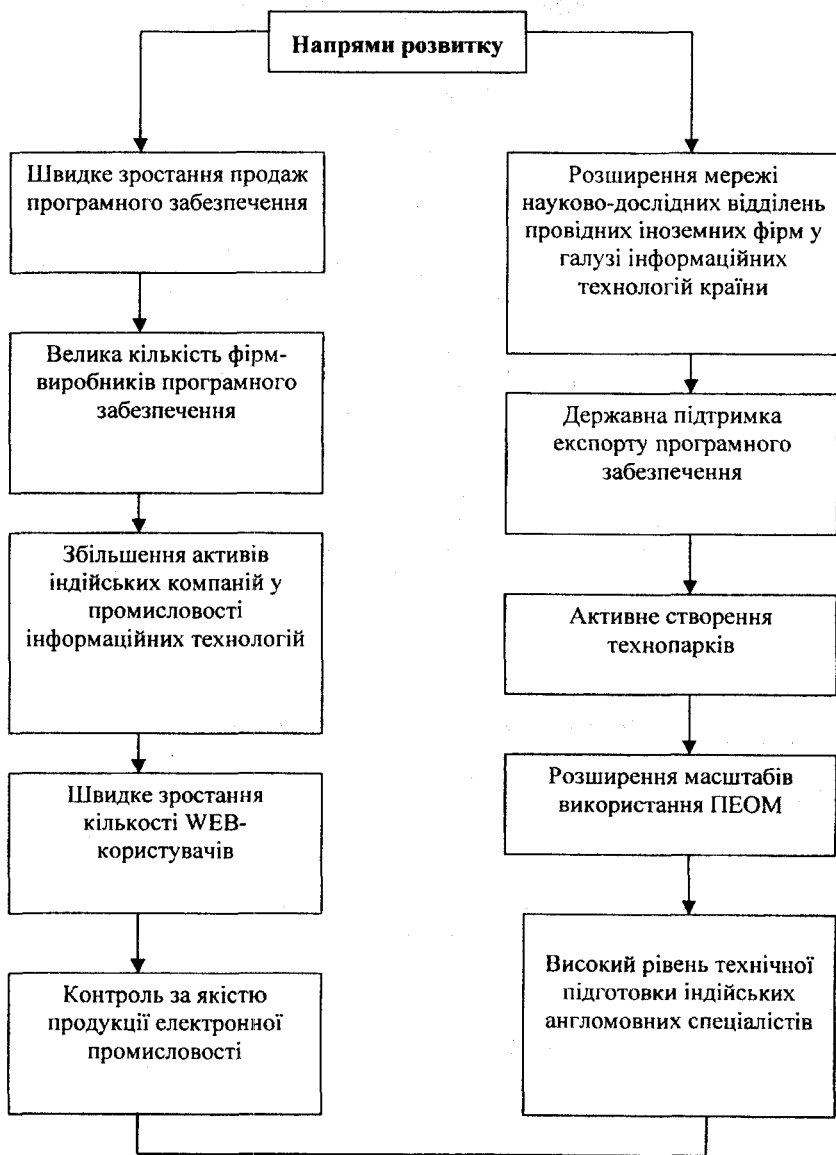 Напрями розвитку
Швидке зростання продаж
програмного забезпечення
Велика кількість фірм-
виробників програмного
забезпечення
Збільшення активів
індійських компаній у
промисловості
інформаційних технологій
Швидке зростання
кількості WEB-
користувачів
Контроль за якістю
продукції електронної
промисловості
Розширення мережі
науково-дослідних відділень
провідних іноземних фірм у
галузі інформаційних
технологій країни
Державна підтримка
експорту програмного
забезпечення
Активне створення
технопарків
Розширення масштабів
використання ПЕОМ
Високий рівень технічної
підготовки індійських
англомовних спеціалістів